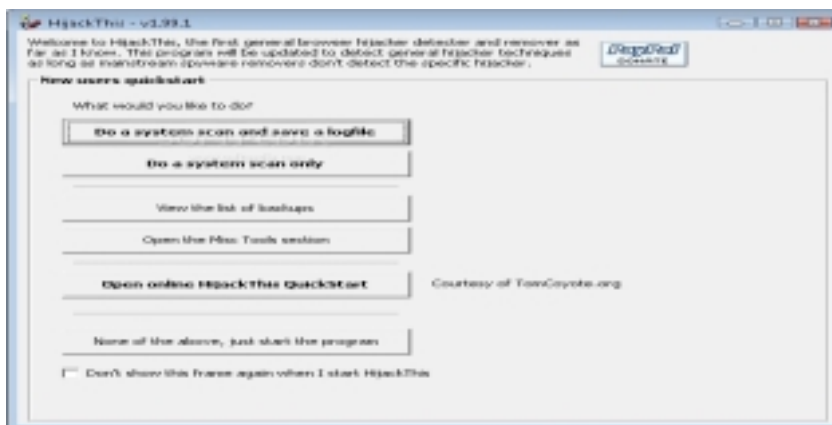 HijackThis - v1.99.1
Welcome to HijackThis, the first general browser hijacker detector and remover as
far as I know. This program will be updated to detect general hijacker techniques
as long as mainstream spyware removers don't detect the specific hijacker.
PayPal
DONATE
New users quickstart
What would you like to do?
Do a system scan and save a logfile
Do a system scan only
View the list of backups
Open the Misc Tools section
Open online HijackThis QuickStart
Courtesy of TomCoyote.org
None of the above, just start the program
Don't show this frame again when I start HijackThis